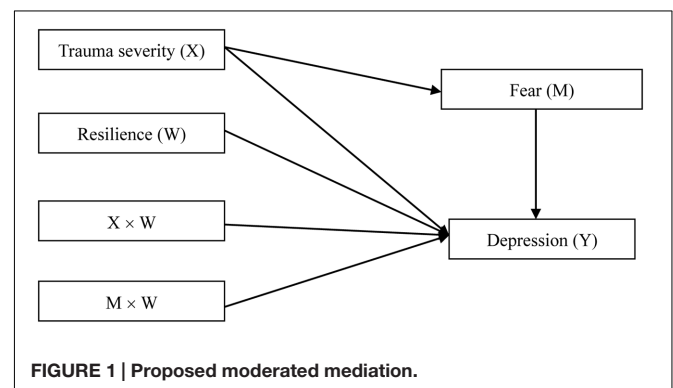 Trauma severity (X)
Fear (M)
Resilience (W)
X × W
Depression (Y)
M × W
FIGURE 1 | Proposed moderated mediation.